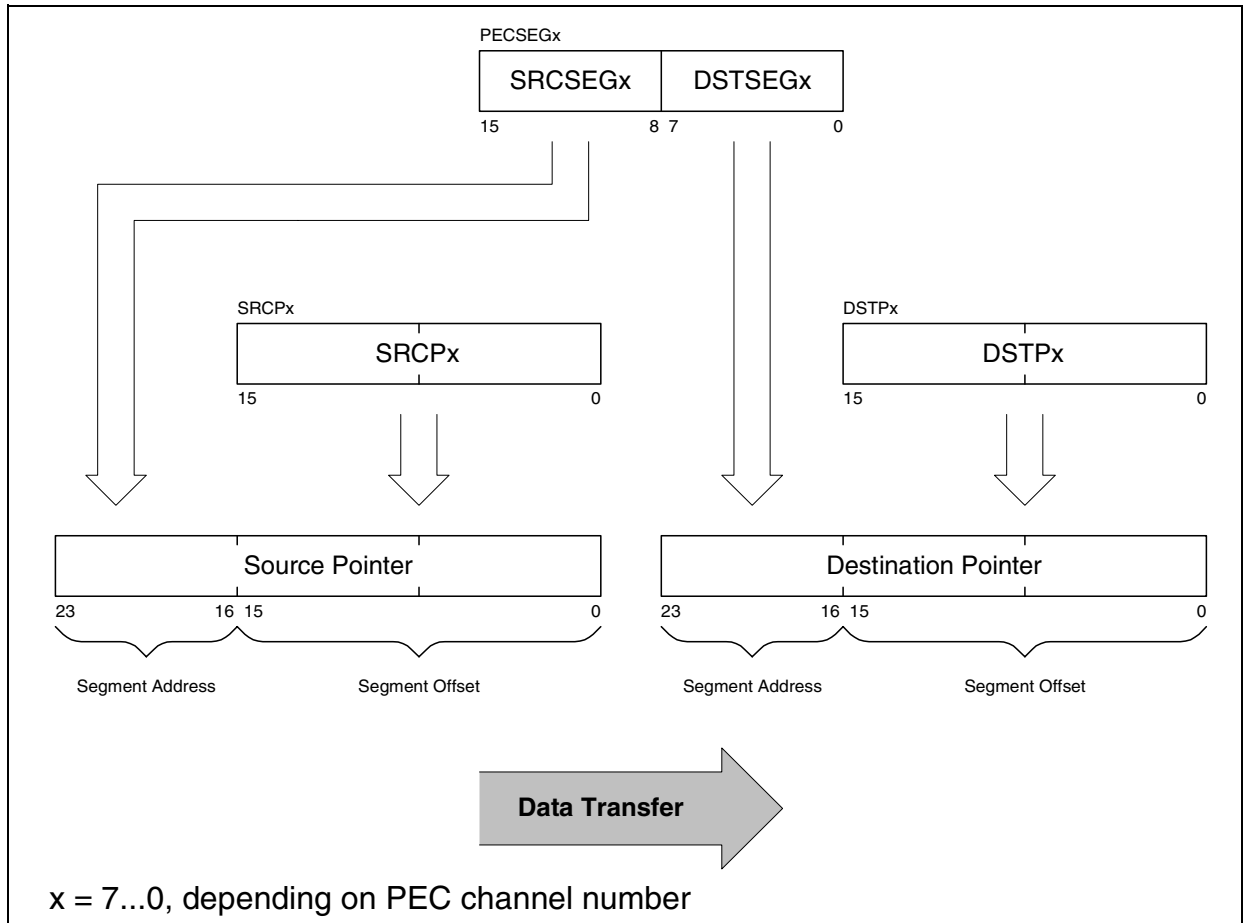 PECSEGx
SRCSEGx DSTSEGx
15 8 7 0
SRCPx DSTPx
SRCPx DSTPx
15 0 15 0
Source Pointer Destination Pointer
23 16 15 0 23 16 15 0
Segment Address Segment Offset Segment Address Segment Offset
Data Transfer
x = 7...0, depending on PEC channel number